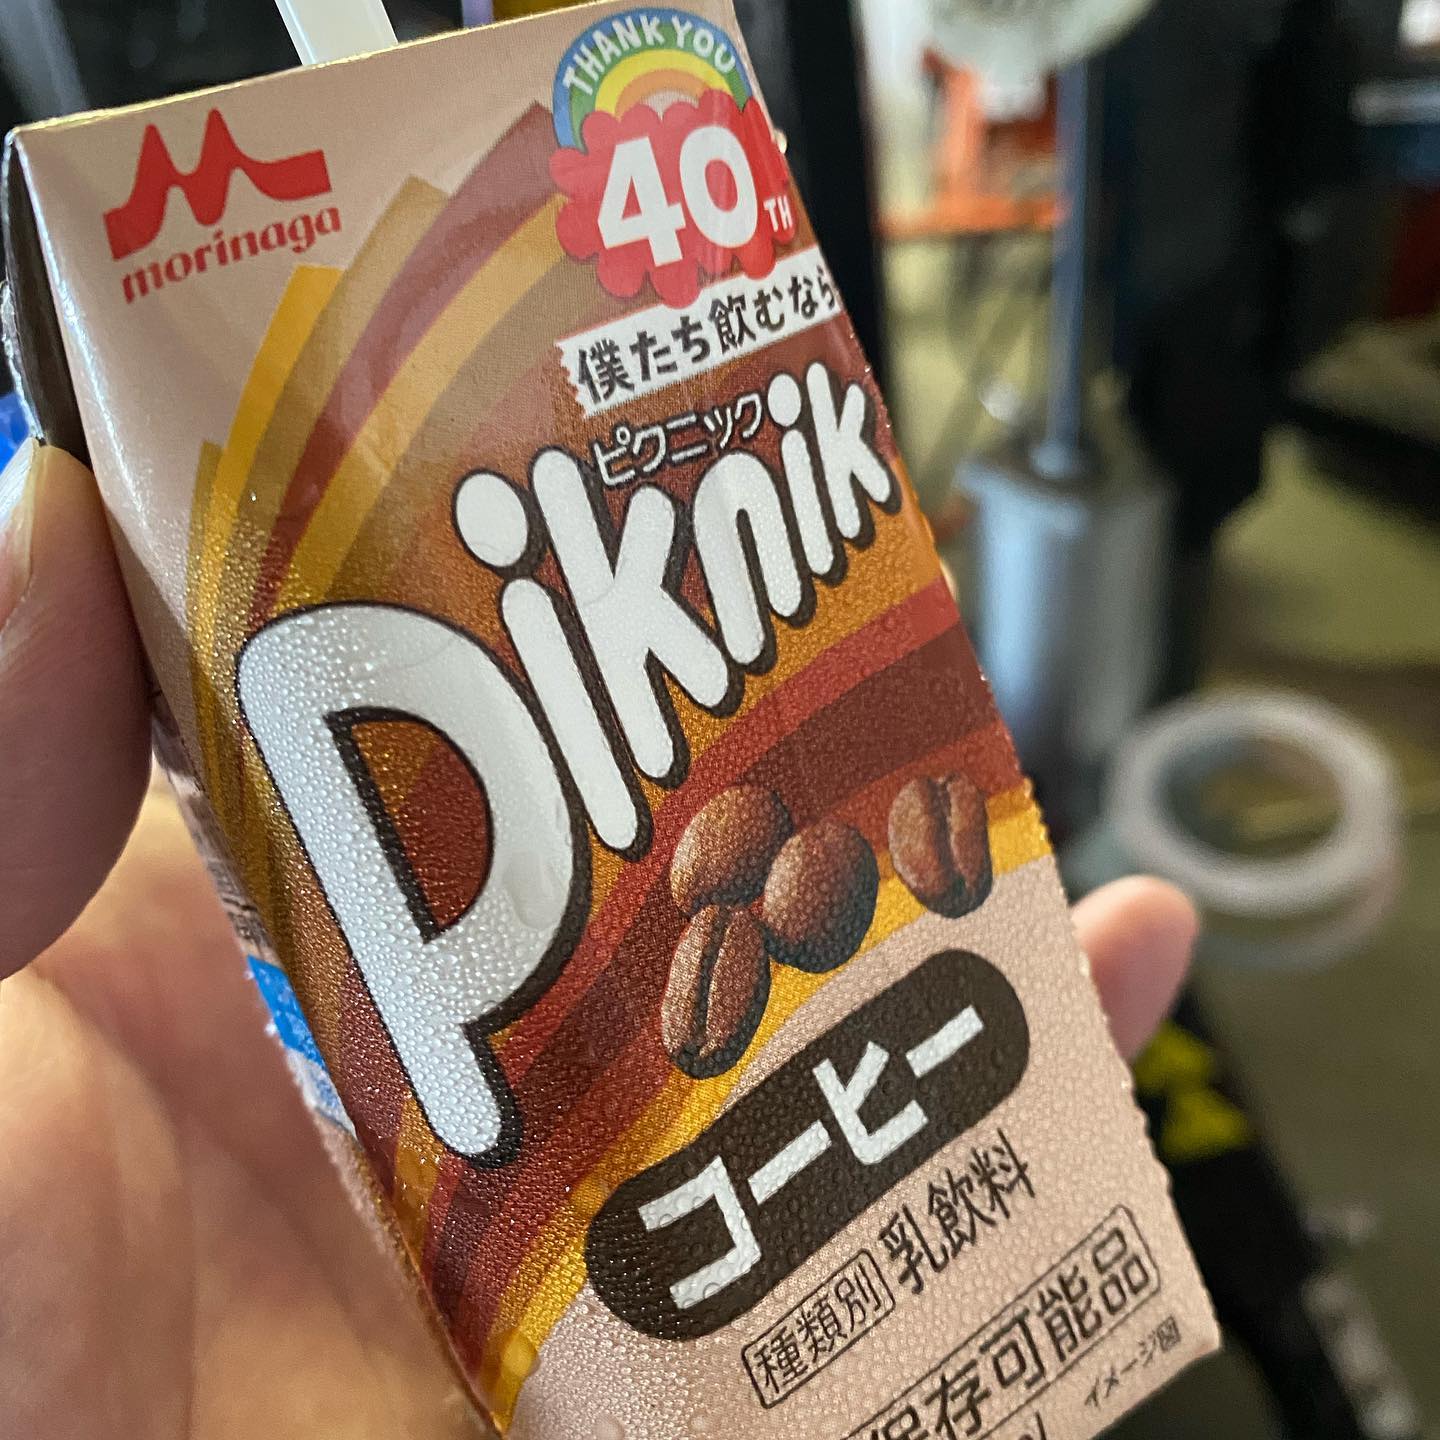 THANK YOU
40TH
morinaga
僕たち飲むなら
ピクニック
Piknik
コーヒー
種類別 乳飲料
保存可能品
イメージ図